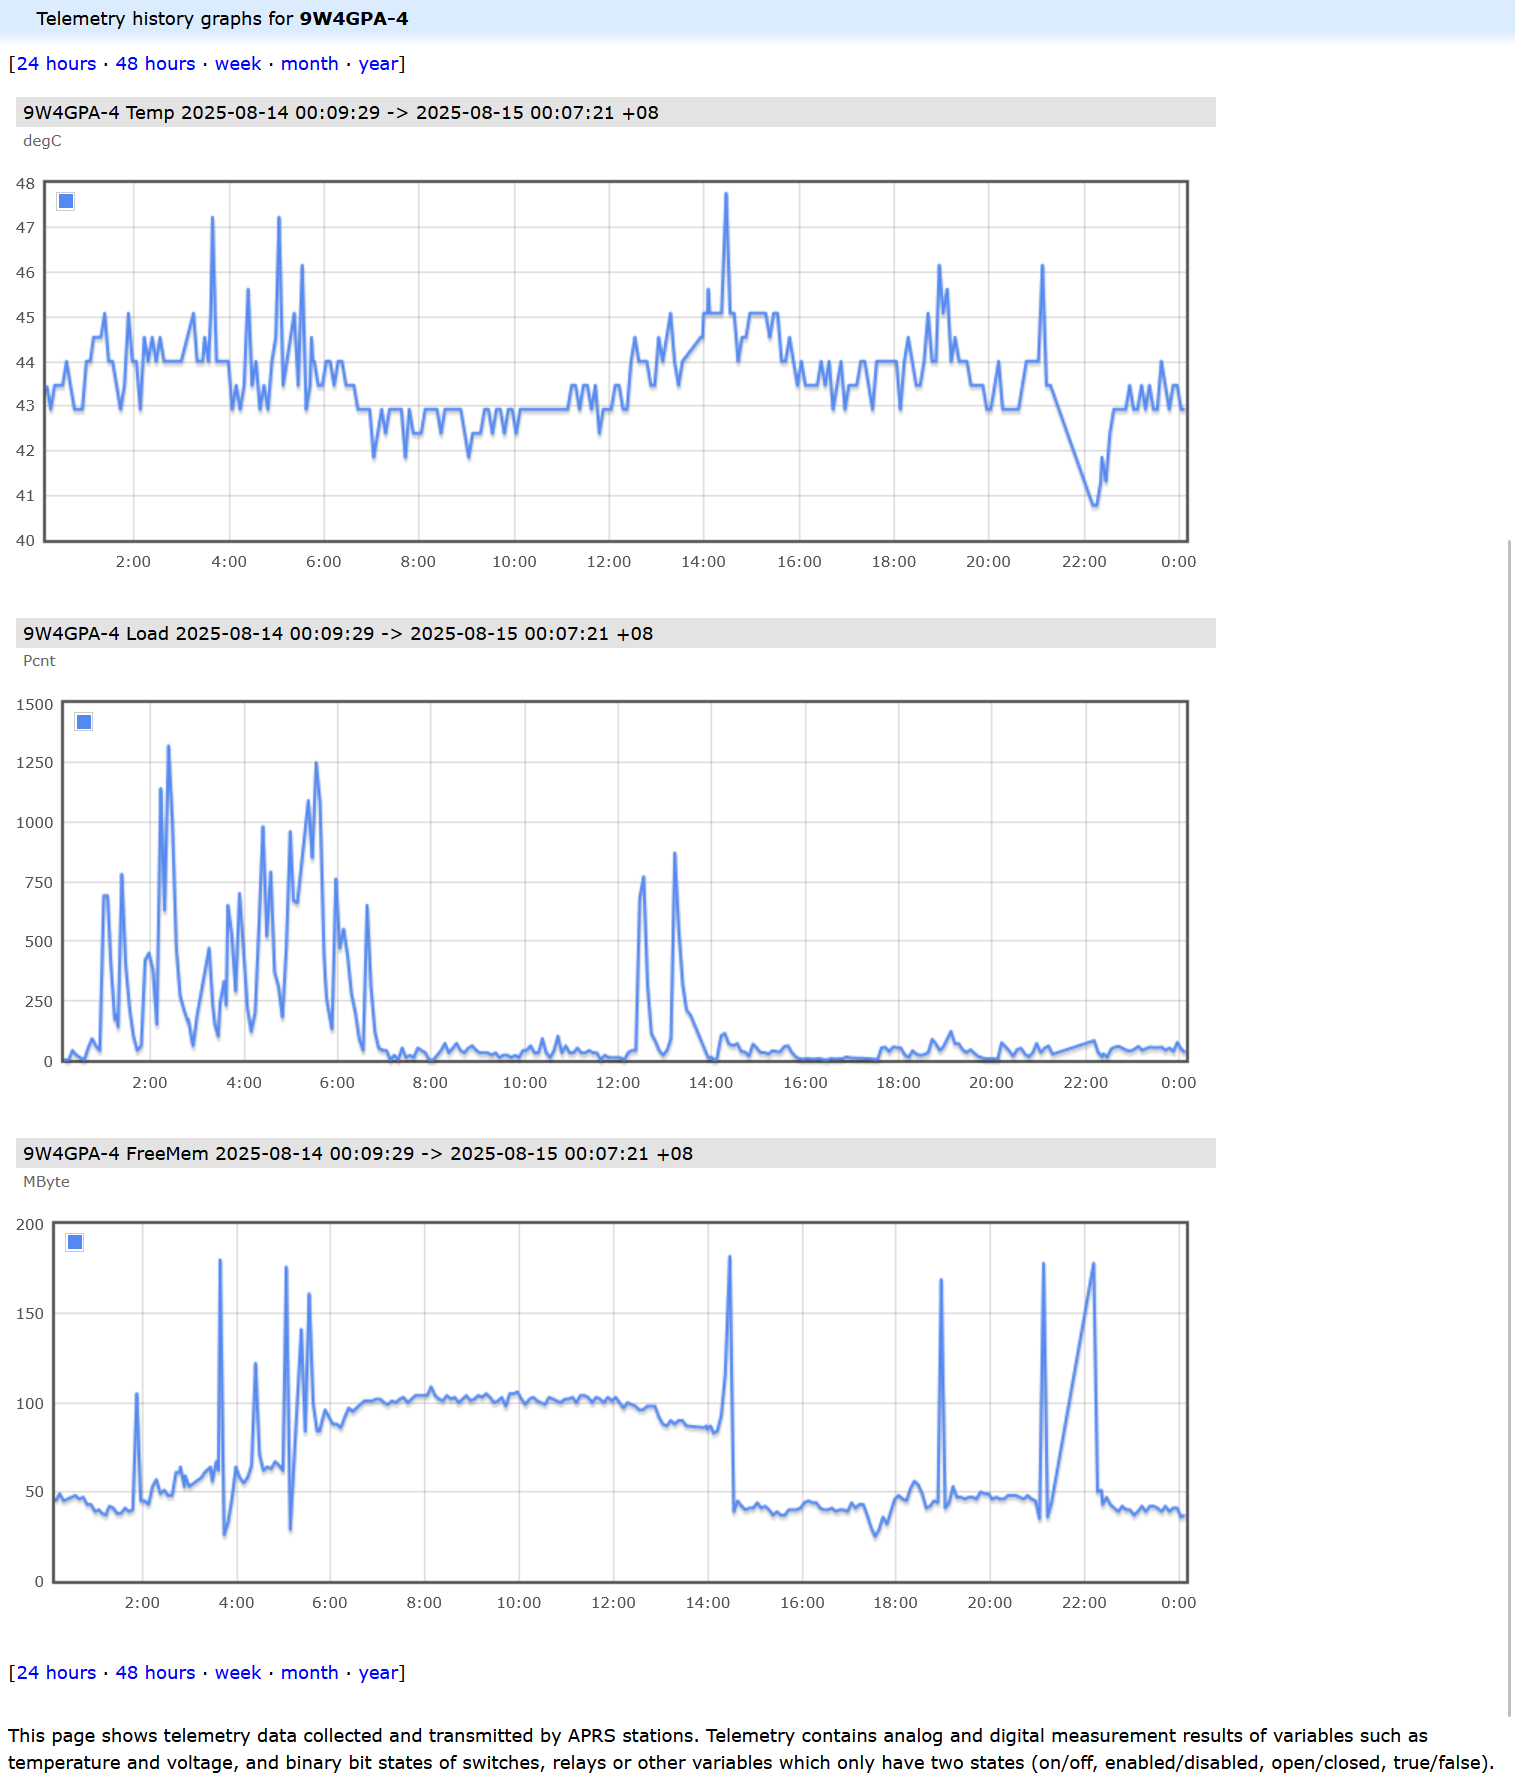 Telemetry history graphs for 9W4GPA-4
[24 hours · 48 hours · week · month · year]
9W4GPA-4 Temp 2025-08-14 00:09:29 -> 2025-08-15 00:07:21 +08
degC
48
47
46
45
44
43
42
41
40
2:00 4:00 6:00 8:00 10:00 12:00 14:00 16:00 18:00 20:00 22:00 0:00
9W4GPA-4 Load 2025-08-14 00:09:29 -> 2025-08-15 00:07:21 +08
Pcnt
1500
1250
1000
750
500
250
0
2:00 4:00 6:00 8:00 10:00 12:00 14:00 16:00 18:00 20:00 22:00 0:00
9W4GPA-4 FreeMem 2025-08-14 00:09:29 -> 2025-08-15 00:07:21 +08
MByte
200
150
100
50
0
2:00 4:00 6:00 8:00 10:00 12:00 14:00 16:00 18:00 20:00 22:00 0:00
[24 hours · 48 hours · week · month · year]
This page shows telemetry data collected and transmitted by APRS stations. Telemetry contains analog and digital measurement results of variables such as
temperature and voltage, and binary bit states of switches, relays or other variables which only have two states (on/off, enabled/disabled, open/closed, true/false).